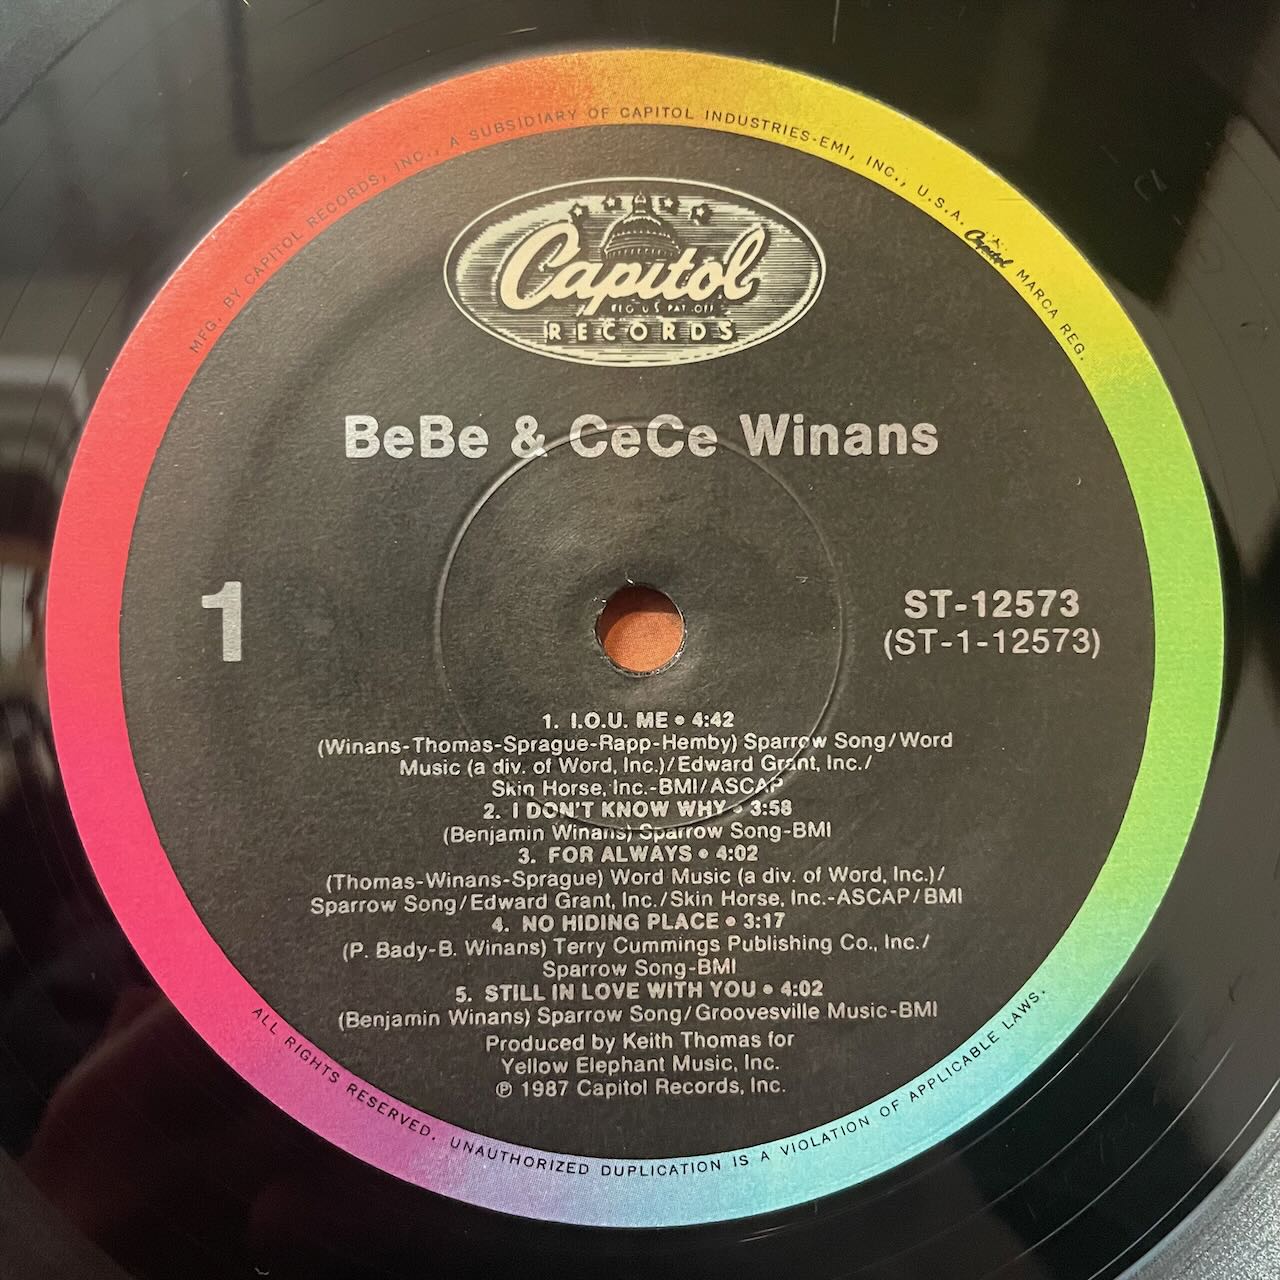 MFG. BY CAPITOL RECORDS, INC., A SUBSIDIARY OF CAPITOL INDUSTRIES-EMI, INC., U.S.A. Capitol MARCA REG.
Capitol
REG. U.S. PAT. OFF.
RECORDS
BeBe & CeCe Winans
1
ST-12573
(ST-1-12573)
1. I.O.U. ME • 4:42
(Winans-Thomas-Sprague-Rapp-Hemby) Sparrow Song/Word
Music (a div. of Word, Inc.)/Edward Grant, Inc./
Skin Horse, Inc.-BMI/ASCAP
2. I DON'T KNOW WHY • 3:58
(Benjamin Winans) Sparrow Song-BMI
3. FOR ALWAYS • 4:02
(Thomas-Winans-Sprague) Word Music (a div. of Word, Inc.)/
Sparrow Song/Edward Grant, Inc./Skin Horse, Inc.-ASCAP/BMI
4. NO HIDING PLACE • 3:17
(P. Bady-B. Winans) Terry Cummings Publishing Co., Inc./
Sparrow Song-BMI
5. STILL IN LOVE WITH YOU • 4:02
(Benjamin Winans) Sparrow Song/Groovesville Music-BMI
Produced by Keith Thomas for
Yellow Elephant Music, Inc.
℗ 1987 Capitol Records, Inc.
ALL RIGHTS RESERVED. UNAUTHORIZED DUPLICATION IS A VIOLATION OF APPLICABLE LAWS.